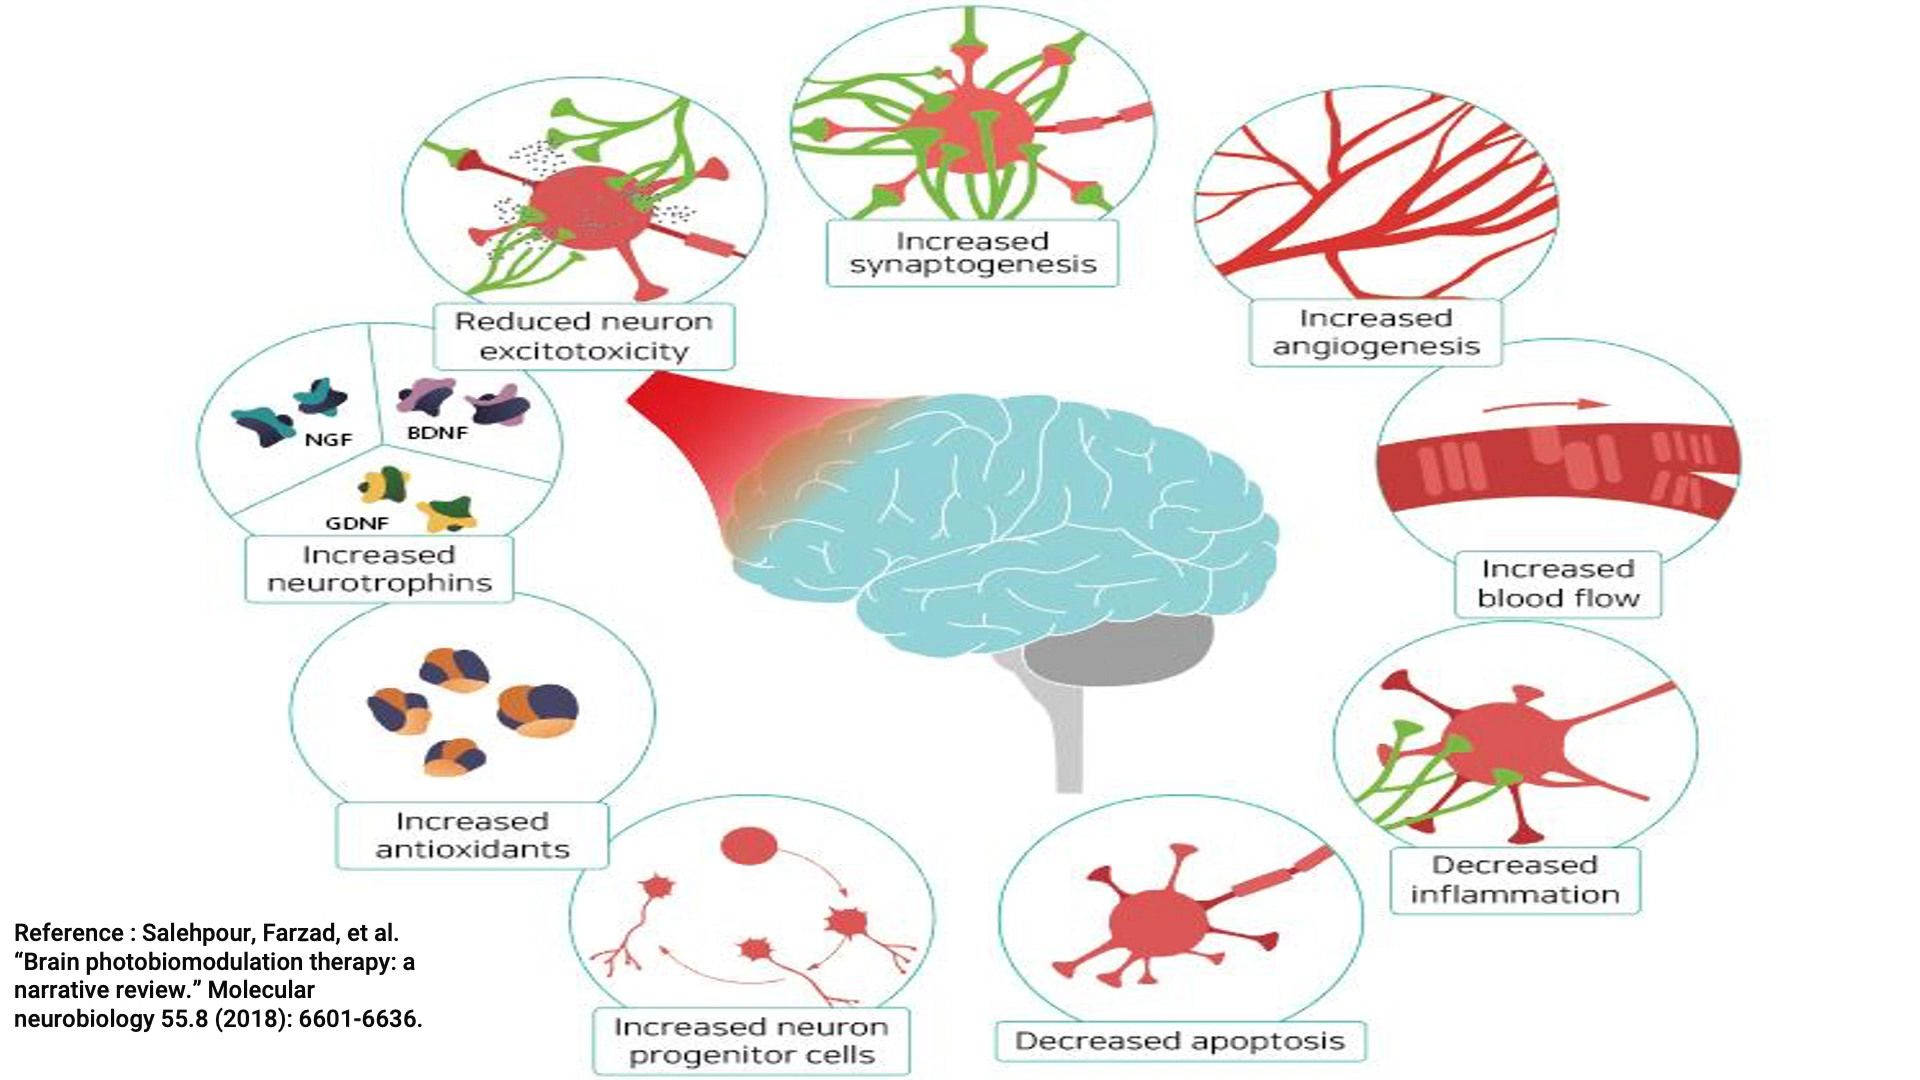 Increased
synaptogenesis
Reduced neuron
excitotoxicity
Increased
angiogenesis
NGF
BDNF
GDNF
Increased
neurotrophins
Increased
blood flow
Increased
antioxidants
Decreased
inflammation
Increased neuron
progenitor cells
Decreased apoptosis
Reference : Salehpour, Farzad, et al.
“Brain photobiomodulation therapy: a
narrative review.” Molecular
neurobiology 55.8 (2018): 6601-6636.